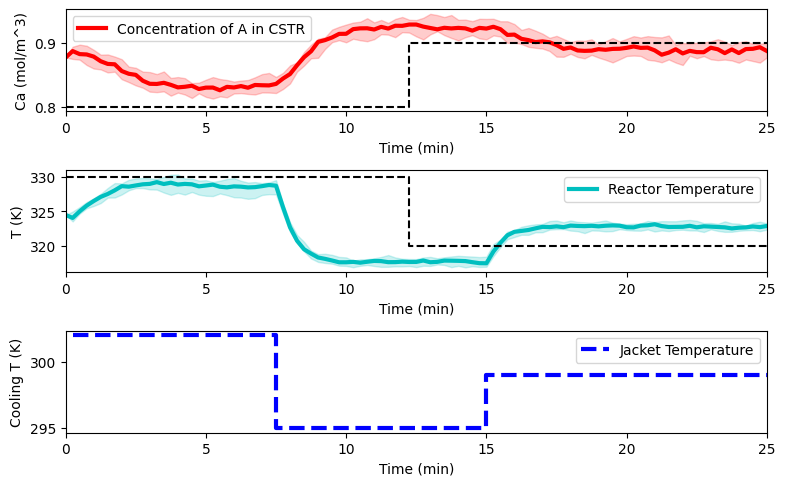 Ca (mol/m^3)
0.9
0.8
Concentration of A in CSTR
0 5 10 15 20 25
Time (min)
T (K)
330
325
320
Reactor Temperature
0 5 10 15 20 25
Time (min)
Cooling T (K)
300
295
Jacket Temperature
0 5 10 15 20 25
Time (min)